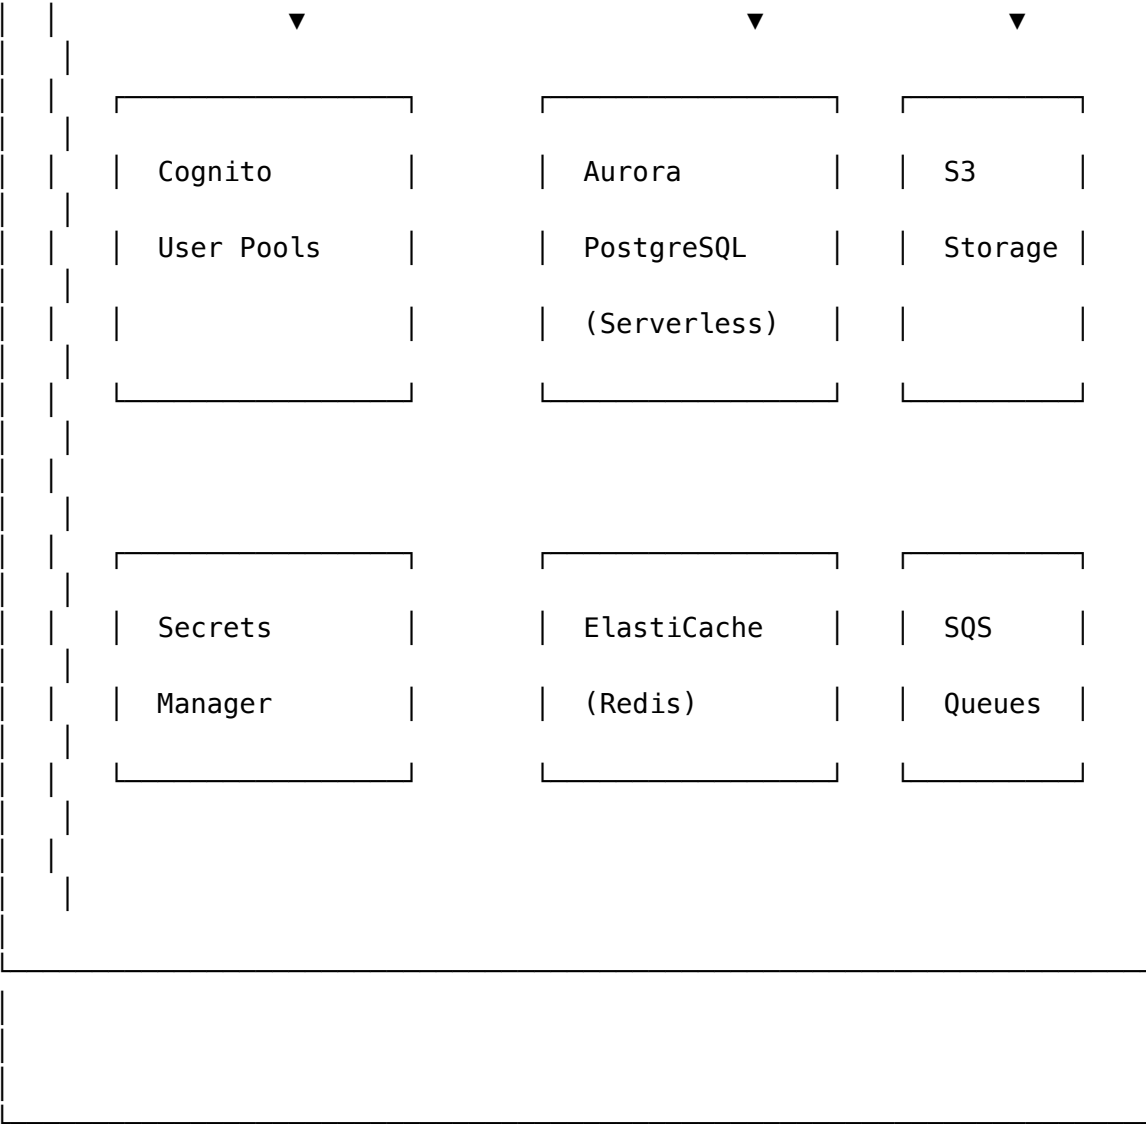 Cognito Aurora S3
User Pools PostgreSQL Storage
(Serverless)
Secrets ElastiCache SQS
Manager (Redis) Queues